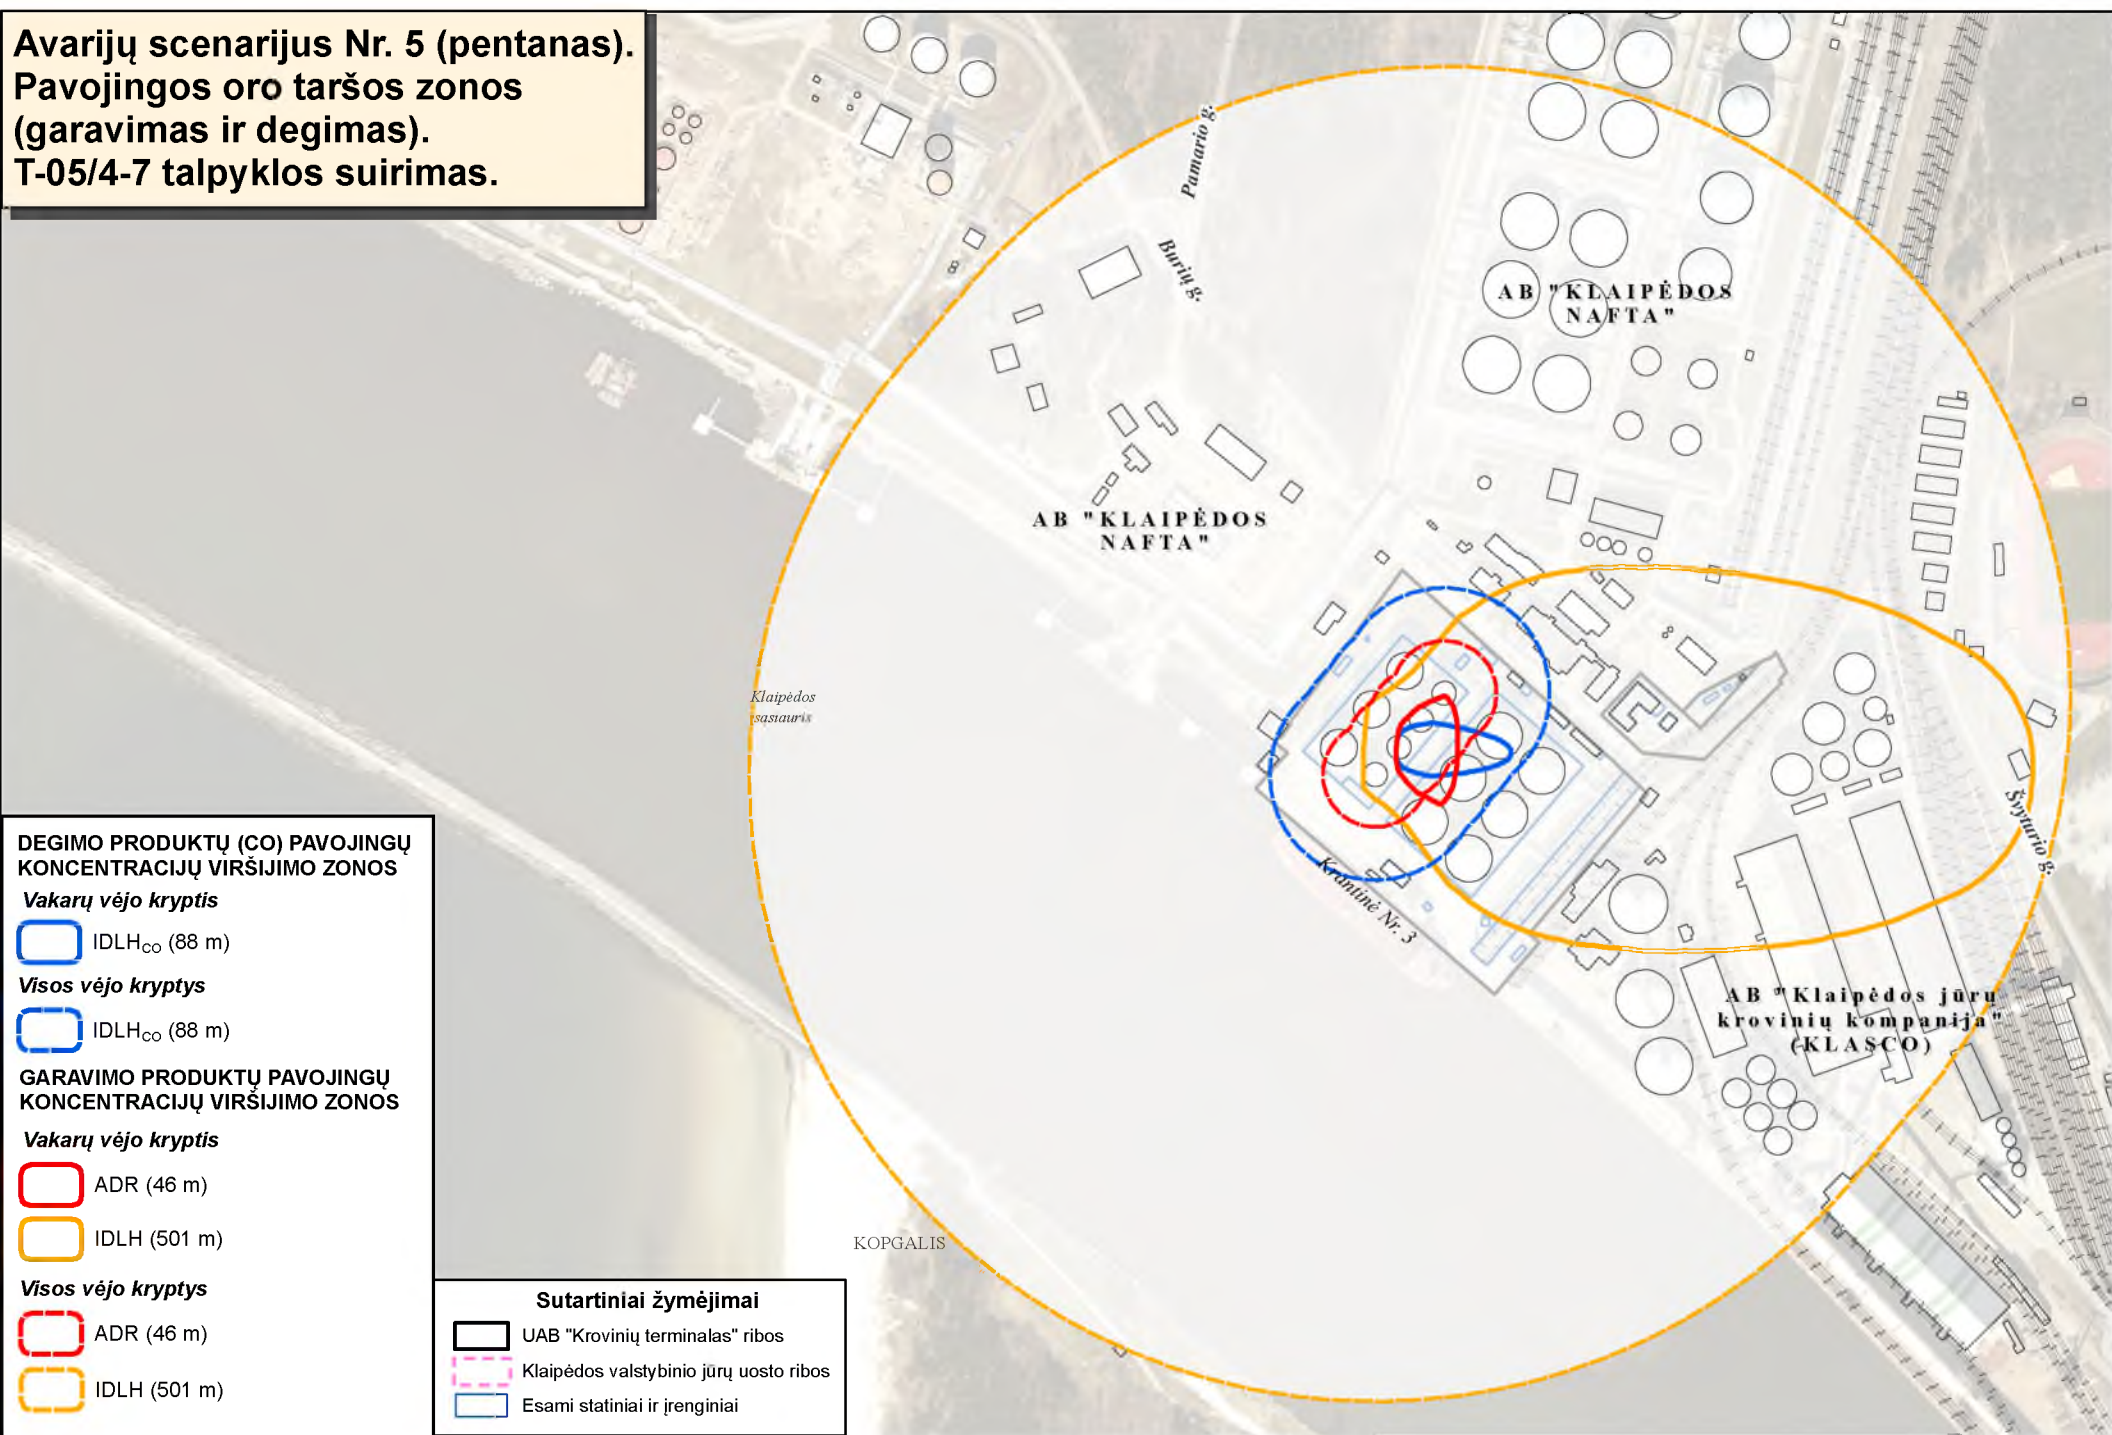 Avarijų scenarijus Nr. 5 (pentanas).
Pavojingos oro taršos zonos
(garavimas ir degimas).
T-05/4-7 talpyklos suirimas.
Pamario g.
Burių g.
AB "KLAIPĖDOS
NAFTA"
AB "KLAIPĖDOS
NAFTA"
Klaipėdos
sąsiauris
Švyturio g.
Krantinė Nr. 3
AB "Klaipėdos jūrų
krovinių kompanija"
(KLASCO)
KOPGALIS
DEGIMO PRODUKTŲ (CO) PAVOJINGŲ
KONCENTRACIJŲ VIRŠIJIMO ZONOS
Vakarų vėjo kryptis
IDLHCO (88 m)
Visos vėjo kryptys
IDLHCO (88 m)
GARAVIMO PRODUKTŲ PAVOJINGŲ
KONCENTRACIJŲ VIRŠIJIMO ZONOS
Vakarų vėjo kryptis
ADR (46 m)
IDLH (501 m)
Visos vėjo kryptys
ADR (46 m)
IDLH (501 m)
Sutartiniai žymėjimai
UAB "Krovinių terminalas" ribos
Klaipėdos valstybinio jūrų uosto ribos
Esami statiniai ir įrenginiai